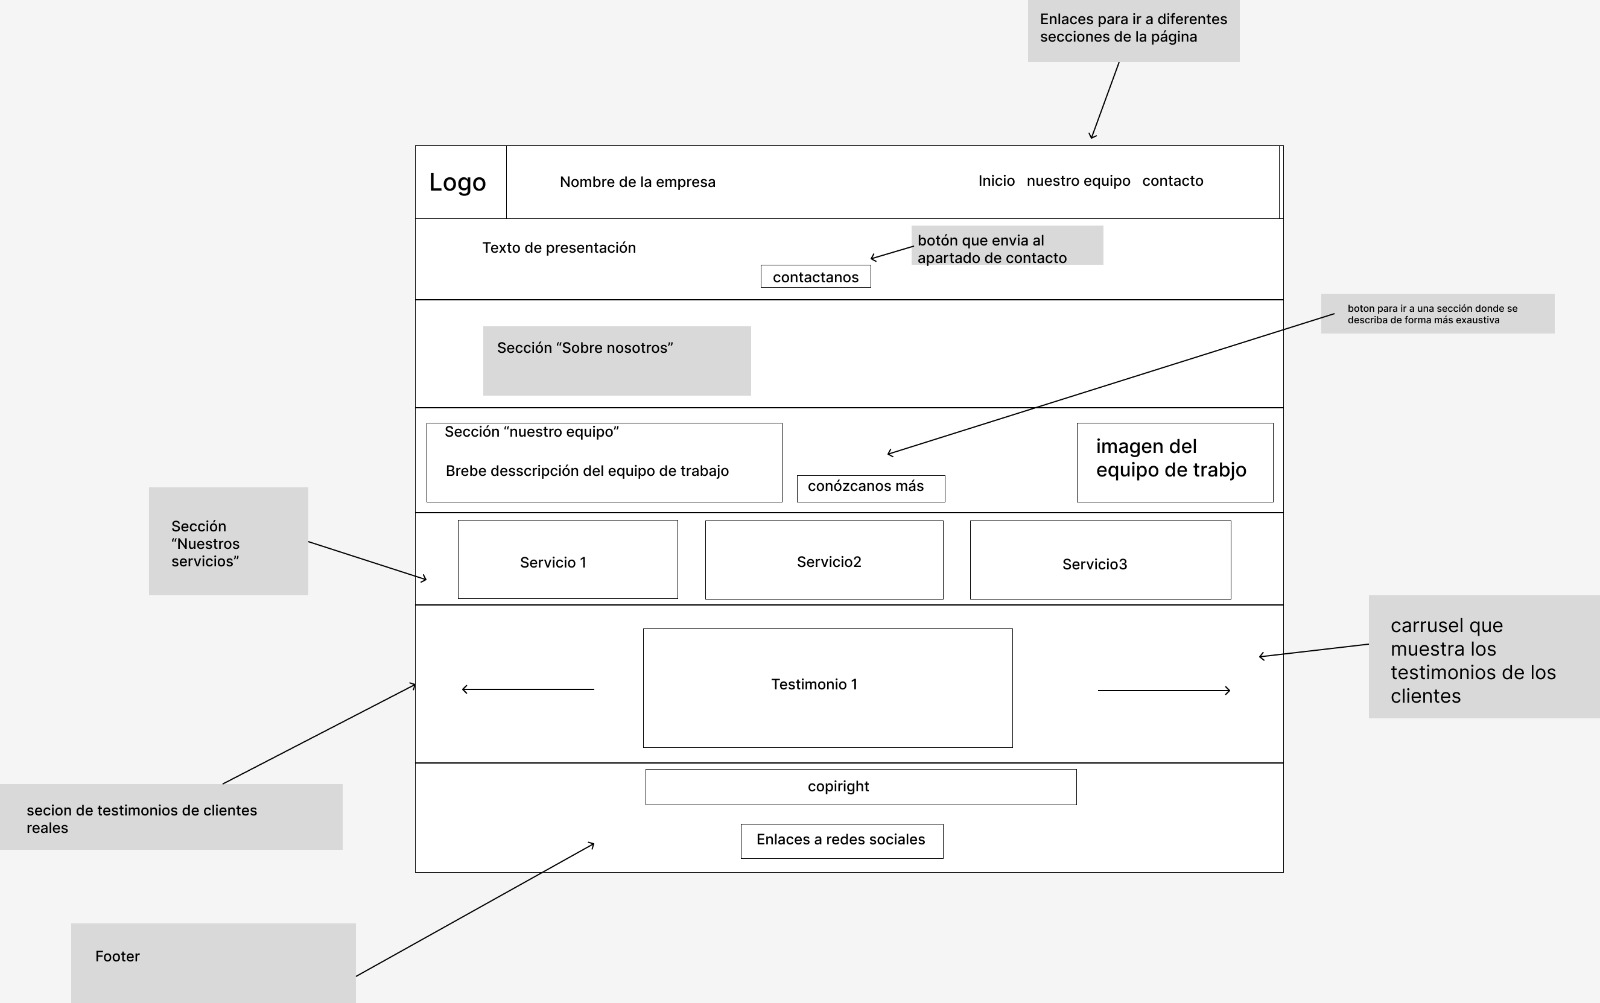 Enlaces para ir a diferentes
secciones de la página
Logo
Nombre de la empresa
Inicio nuestro equipo contacto
Texto de presentación
botón que envia al
apartado de contacto
contactanos
boton para ir a una sección donde se
describa de forma más exaustiva
Sección “Sobre nosotros”
Sección “nuestro equipo”
Brebe desscripción del equipo de trabajo
conózcanos más
imagen del
equipo de trabjo
Sección
“Nuestros
servicios”
Servicio 1
Servicio2
Servicio3
carrusel que
muestra los
testimonios de los
clientes
Testimonio 1
secion de testimonios de clientes
reales
copiright
Enlaces a redes sociales
Footer